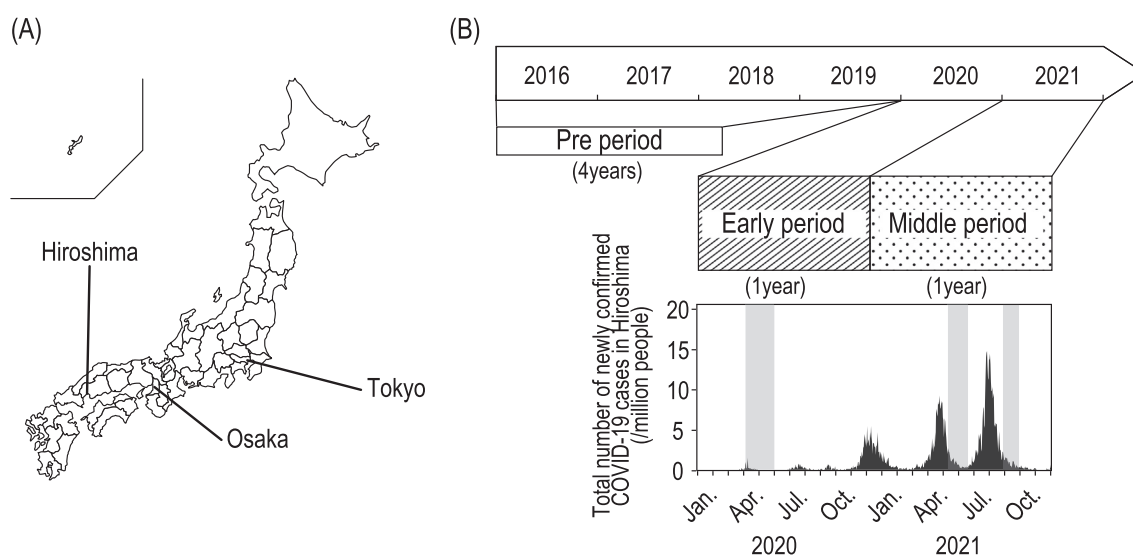 (A)
Hiroshima
Tokyo
Osaka
(B)
2016 2017 2018 2019 2020 2021
Pre period
(4years)
Early period Middle period
(1year) (1year)
Total number of newly confirmed
COVID-19 cases in Hiroshima
(/million people)
20
15
10
5
0
Jan. Apr. Jul. Oct. Jan. Apr. Jul. Oct.
2020 2021